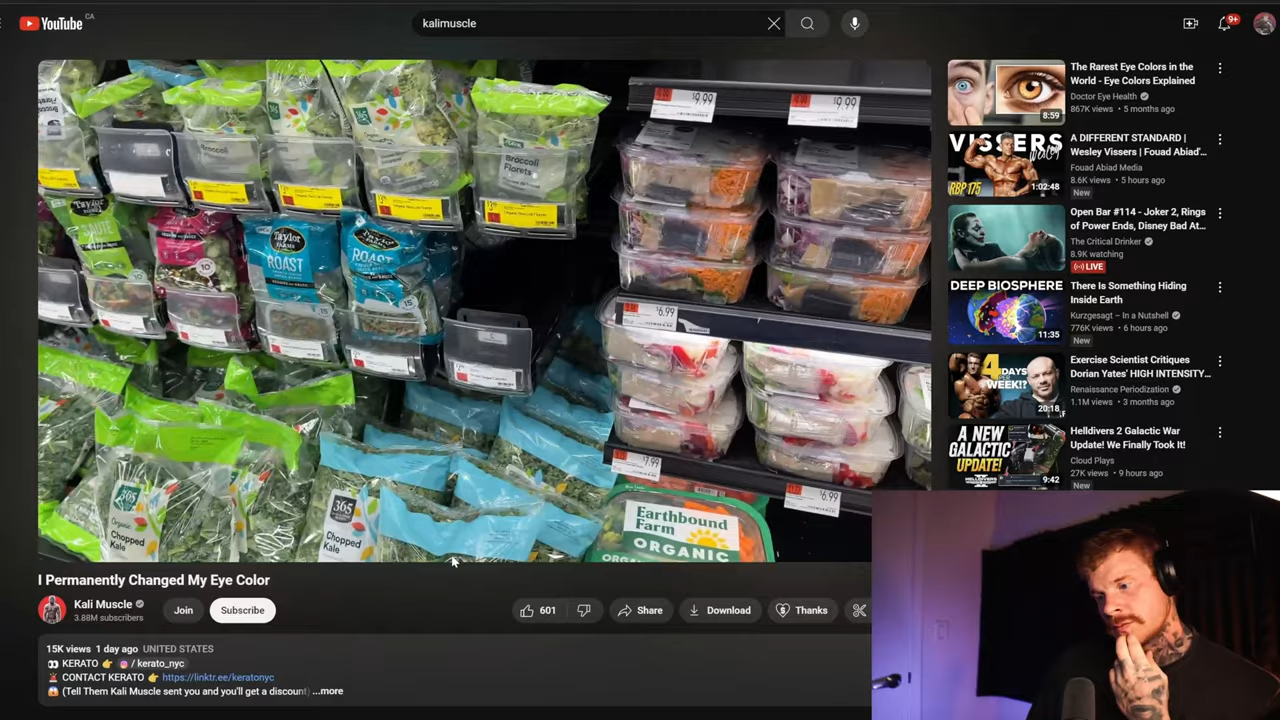 YouTube CA
kalimuscle
9+
$9.99
$9.99
Broccoli
Broccoli
Florets
Taylor
FARMS
ROAST
ROAST
SAUTÉ
$6.99
$7.99
$6.99
365
Organic
Chopped
Kale
365
Chopped
Kale
Earthbound
Farm
ORGANIC
I Permanently Changed My Eye Color
Kali Muscle
3.88M subscribers
Join
Subscribe
601
Share
Download
Thanks
15K views 1 day ago UNITED STATES
👀 KERATO 👉 / kerato_nyc
CONTACT KERATO 👉 https://linktr.ee/keratonyc
😱 (Tell Them Kali Muscle sent you and you'll get a discount) ...more
The Rarest Eye Colors in the
World - Eye Colors Explained
Doctor Eye Health
867K views • 5 months ago
8:59
VISSERS
RBP 175
1:02:48
A DIFFERENT STANDARD |
Wesley Vissers | Fouad Abiad'...
Fouad Abiad Media
8.6K views • 5 hours ago
New
Open Bar #114 - Joker 2, Rings
of Power Ends, Disney Bad At...
The Critical Drinker
8.9K watching
LIVE
DEEP BIOSPHERE
11:35
There Is Something Hiding
Inside Earth
Kurzgesagt – In a Nutshell
776K views • 6 hours ago
New
4 DAYS
WEEK!?
20:18
Exercise Scientist Critiques
Dorian Yates' HIGH INTENSITY...
Renaissance Periodization
1.1M views • 3 months ago
A NEW
GALACTIC
UPDATE!
9:42
Helldivers 2 Galactic War
Update! We Finally Took It!
Cloud Plays
27K views • 9 hours ago
New